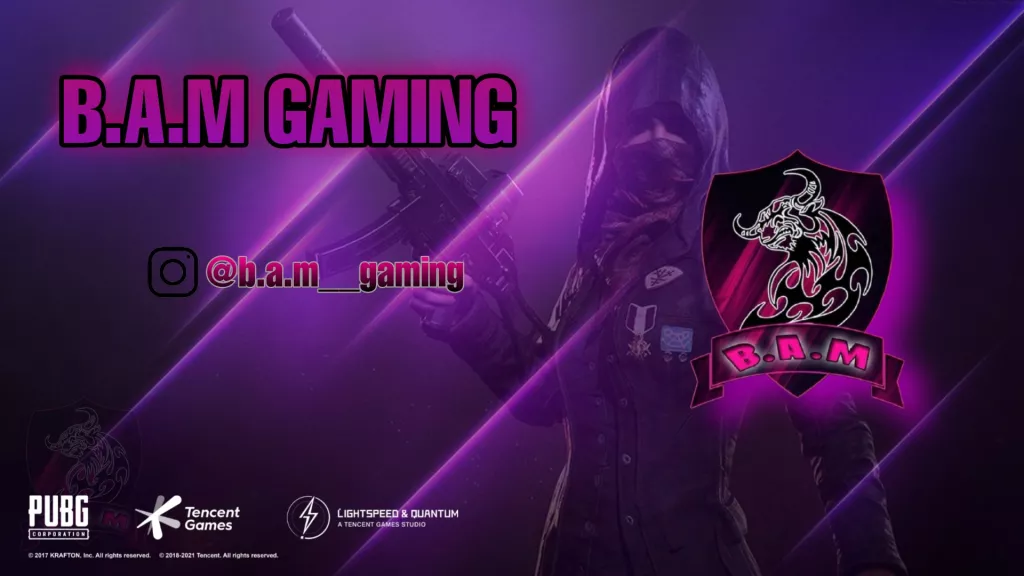 B.A.M GAMING
@b.a.m__gaming
B.A.M
M
PUBG
CORPORATION
Tencent
Games
LIGHTSPEED & QUANTUM
A TENCENT GAMES STUDIO
© 2017 KRAFTON, Inc. All rights reserved. © 2018-2021 Tencent. All rights reserved.